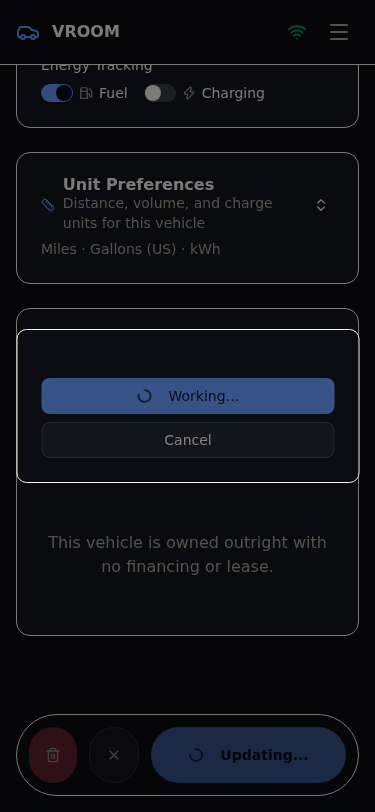 VROOM
Energy Tracking
Fuel
Charging
Unit Preferences
Distance, volume, and charge
units for this vehicle
Miles · Gallons (US) · kWh
Working...
Cancel
This vehicle is owned outright with
no financing or lease.
Updating...